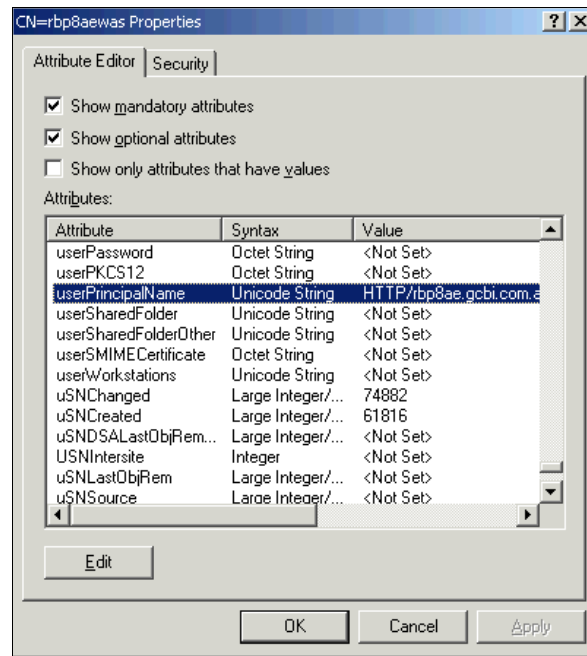 CN=rbp8aewas Properties
Attribute Editor Security
Show mandatory attributes
Show optional attributes
Show only attributes that have values
Attributes:
Attribute Syntax Value
userPassword Octet String <Not Set>
userPKCS12 Octet String <Not Set>
userPrincipalName Unicode String HTTP/rbp8ae.gcbi.com.a
userSharedFolder Unicode String <Not Set>
userSharedFolderOther Unicode String <Not Set>
userSMIMECertificate Octet String <Not Set>
userWorkstations Unicode String <Not Set>
uSNChanged Large Integer/... 74882
uSNCreated Large Integer/... 61816
uSNDSALastObjRem... Large Integer/... <Not Set>
USNIntersite Integer <Not Set>
uSNLastObjRem Large Integer/... <Not Set>
uSNSource Large Integer/... <Not Set>
Edit
OK Cancel Apply